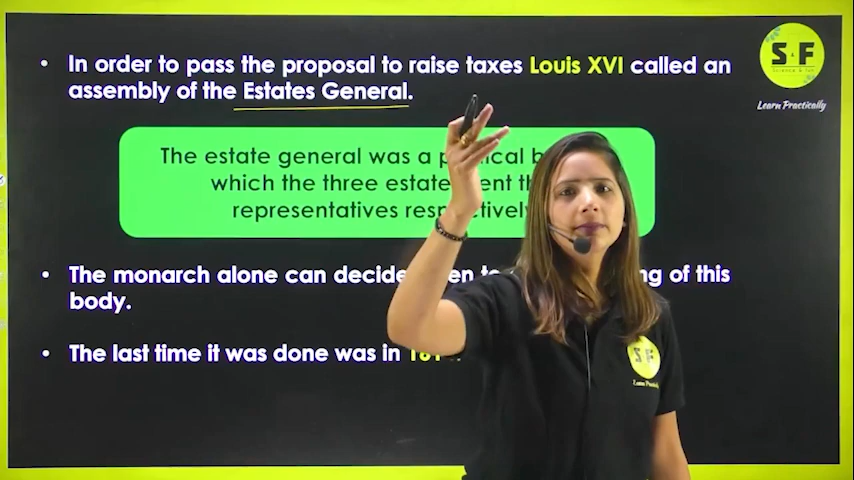 • In order to pass the proposal to raise taxes Louis XVI called an
assembly of the Estates General.
The estate general was a
which the three estate
representatives
• The monarch alone can decide of this
body.
• The last time it was done was in
S&F
Learn Practically
S F